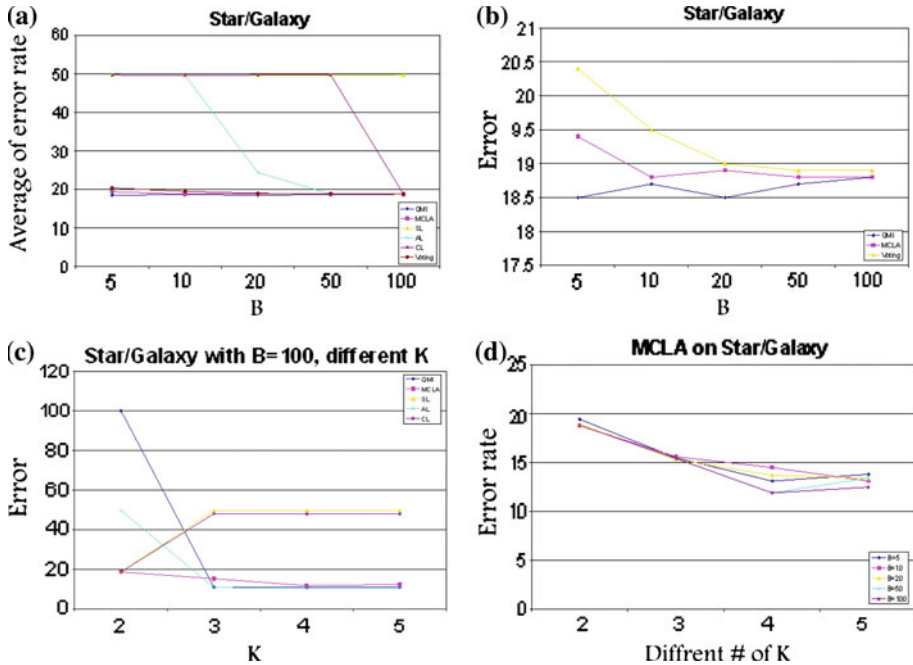 (a) Star/Galaxy
Average of error rate
60
50
40
30
20
10
0
5 10 20 50 100
B
QMI
MCLA
SL
AL
CL
Voting
(b) Star/Galaxy
Error
21
20.5
20
9.5
19
18.5
18
17.5
5 10 20 50 100
B
QMI
MCLA
Voting
(c) Star/Galaxy with B=100, different K
Error
120
100
80
60
40
20
0
2 3 4 5
K
QMI
MCLA
SL
AL
CL
(d) MCLA on Star/Galaxy
Error rate
25
20
15
10
5
0
2 3 4 5
Diffrent # of K
B=5
B=10
B=20
B=50
B=100